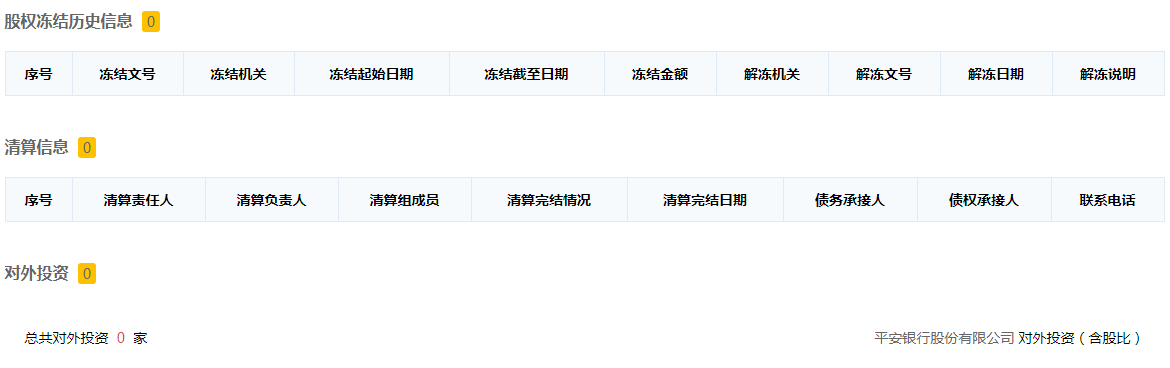 股权冻结历史信息 0
序号 冻结文号 冻结机关 冻结起始日期 冻结截至日期 冻结金额 解冻机关 解冻文号 解冻日期 解冻说明
清算信息 0
序号 清算责任人 清算负责人 清算组成员 清算完结情况 清算完结日期 债务承接人 债权承接人 联系电话
对外投资 0
总共对外投资 0 家 平安银行股份有限公司 对外投资（含股比）